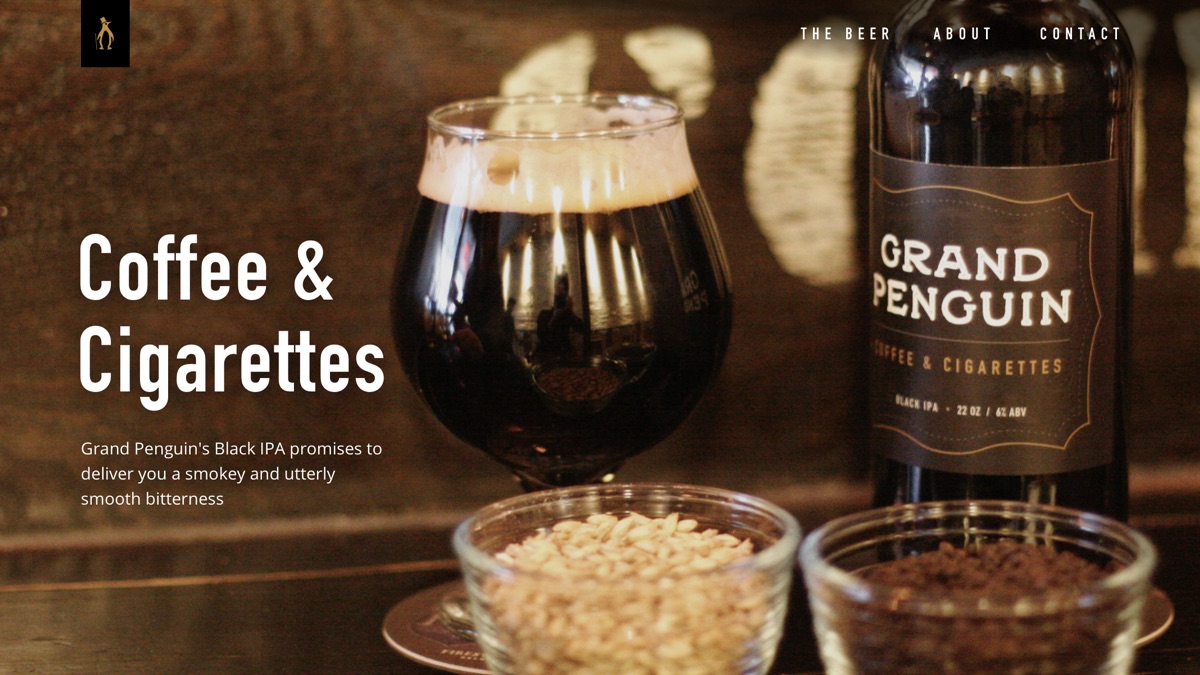 THE BEER
ABOUT
CONTACT
Coffee &
Cigarettes
Grand Penguin's Black IPA promises to
deliver you a smokey and utterly
smooth bitterness
GRAND
PENGUIN
COFFEE & CIGARETTES
BLACK IPA • 22 OZ / 6% ABV